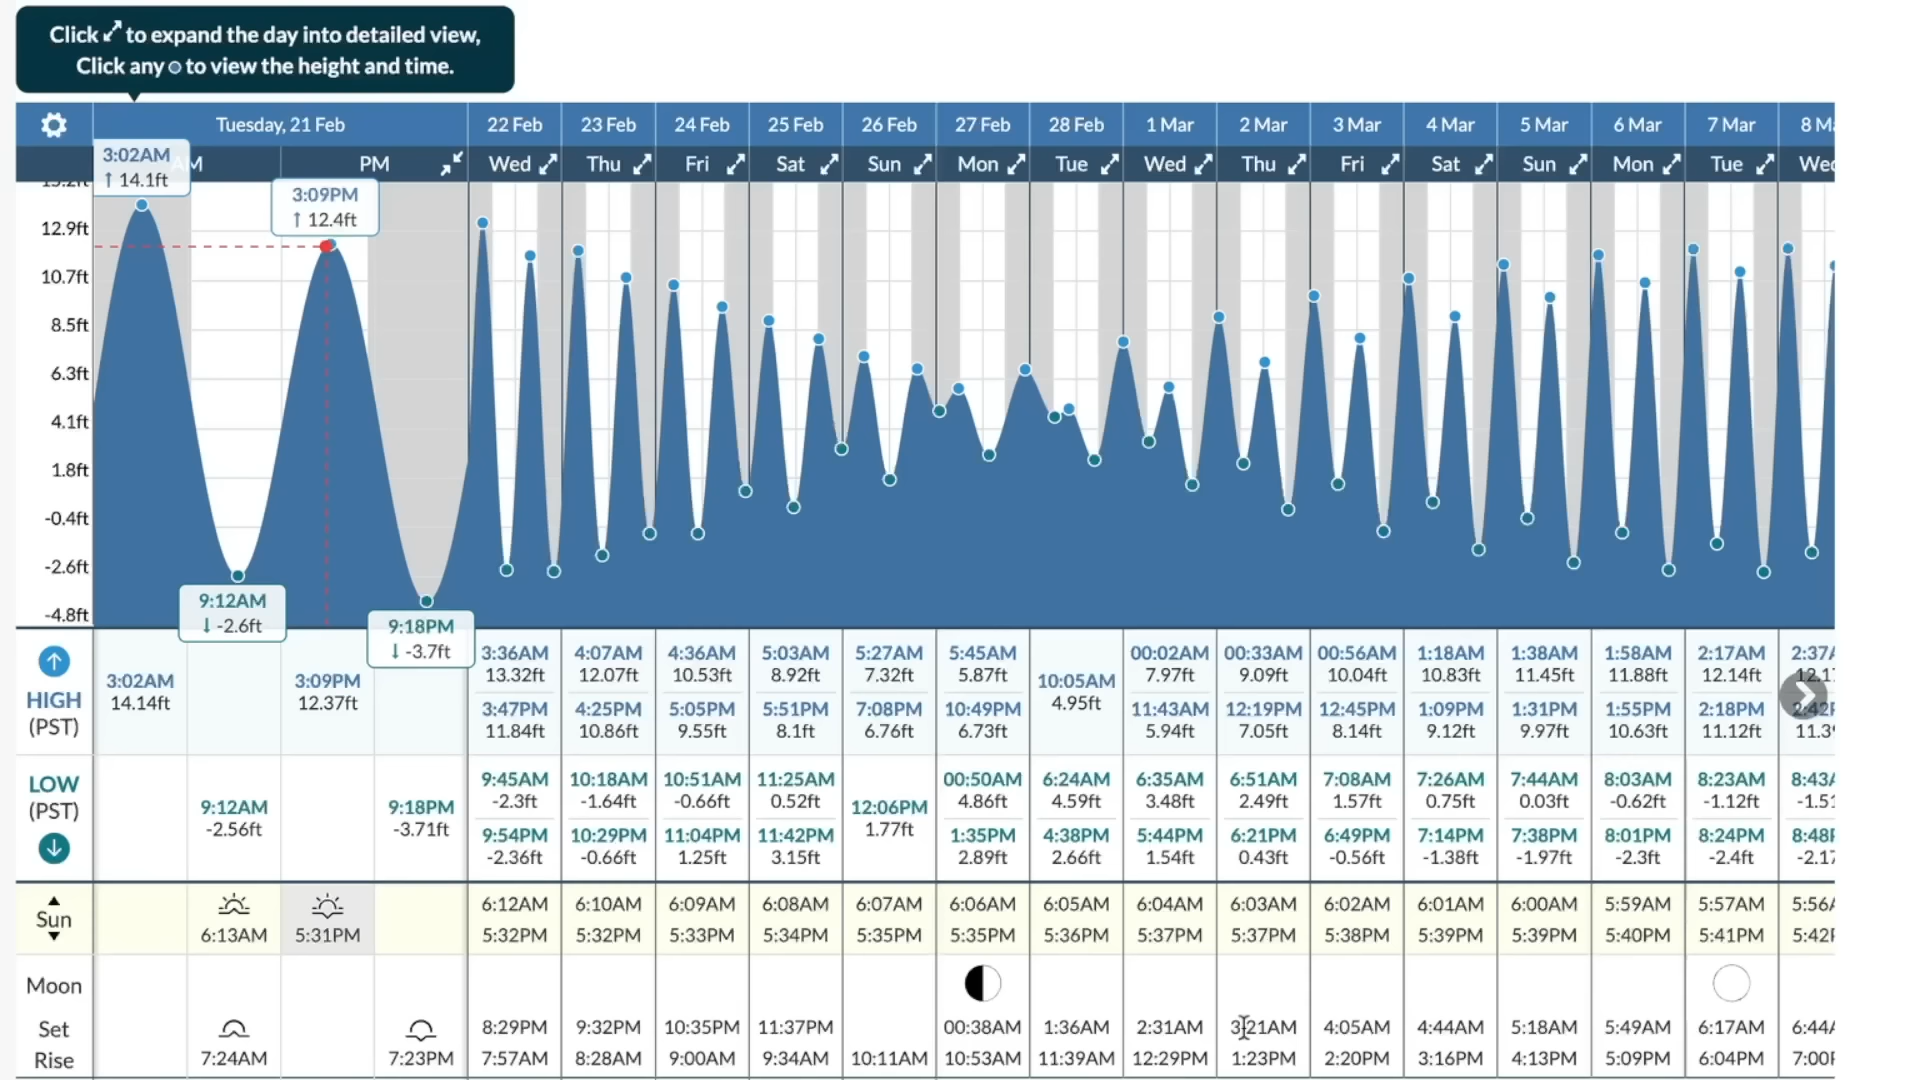 Click to expand the day into detailed view,
Click any to view the height and time.
Tuesday, 21 Feb 22 Feb 23 Feb 24 Feb 25 Feb 26 Feb 27 Feb 28 Feb 1 Mar 2 Mar 3 Mar 4 Mar 5 Mar 6 Mar 7 Mar
PM Wed Thu Fri Sat Sun Mon Tue Wed Thu Fri Sat Sun Mon Tue
3:02AM
↑ 14.1ft
3:09PM
↑ 12.4ft
12.9ft
10.7ft
8.5ft
6.3ft
4.1ft
1.8ft
-0.4ft
-2.6ft
-4.8ft
9:12AM
↓ -2.6ft
9:18PM
↓ -3.7ft
HIGH
(PST)
3:02AM 3:09PM
14.14ft 12.37ft
3:36AM 4:07AM 4:36AM 5:03AM 5:27AM 5:45AM 10:05AM 00:02AM 00:33AM 00:56AM 1:18AM 1:38AM 1:58AM 2:17AM
13.32ft 12.07ft 10.53ft 8.92ft 7.32ft 5.87ft 4.95ft 7.97ft 9.09ft 10.04ft 10.83ft 11.45ft 11.88ft 12.14ft
3:47PM 4:25PM 5:05PM 5:51PM 7:08PM 10:49PM 11:43AM 12:19PM 12:45PM 1:09PM 1:31PM 1:55PM 2:18PM
11.84ft 10.86ft 9.55ft 8.1ft 6.76ft 6.73ft 5.94ft 7.05ft 8.14ft 9.12ft 9.97ft 10.63ft 11.12ft
LOW
(PST)
9:12AM 9:18PM
-2.56ft -3.71ft
9:45AM 10:18AM 10:51AM 11:25AM 12:06PM 00:50AM 6:24AM 6:35AM 6:51AM 7:08AM 7:26AM 7:44AM 8:03AM 8:23AM
-2.3ft -1.64ft -0.66ft 0.52ft 1.77ft 4.86ft 4.59ft 3.48ft 2.49ft 1.57ft 0.75ft 0.03ft -0.62ft -1.12ft
9:54PM 10:29PM 11:04PM 11:42PM 1:35PM 4:38PM 5:44PM 6:21PM 6:49PM 7:14PM 7:38PM 8:01PM 8:24PM
-2.36ft -0.66ft 1.25ft 3.15ft 2.89ft 2.66ft 1.54ft 0.43ft -0.56ft -1.38ft -1.97ft -2.3ft -2.4ft
Sun
6:13AM 5:31PM
6:12AM 6:10AM 6:09AM 6:08AM 6:07AM 6:06AM 6:05AM 6:04AM 6:03AM 6:02AM 6:01AM 6:00AM 5:59AM 5:57AM
5:32PM 5:32PM 5:33PM 5:34PM 5:35PM 5:35PM 5:36PM 5:37PM 5:37PM 5:38PM 5:39PM 5:39PM 5:40PM 5:41PM
Moon
Set 8:29PM 9:32PM 10:35PM 11:37PM 00:38AM 1:36AM 2:31AM 3:21AM 4:05AM 4:44AM 5:18AM 5:49AM 6:17AM
Rise 7:24AM 7:23PM 7:57AM 8:28AM 9:00AM 9:34AM 10:11AM 10:53AM 11:39AM 12:29PM 1:23PM 2:20PM 3:16PM 4:13PM 5:09PM 6:04PM